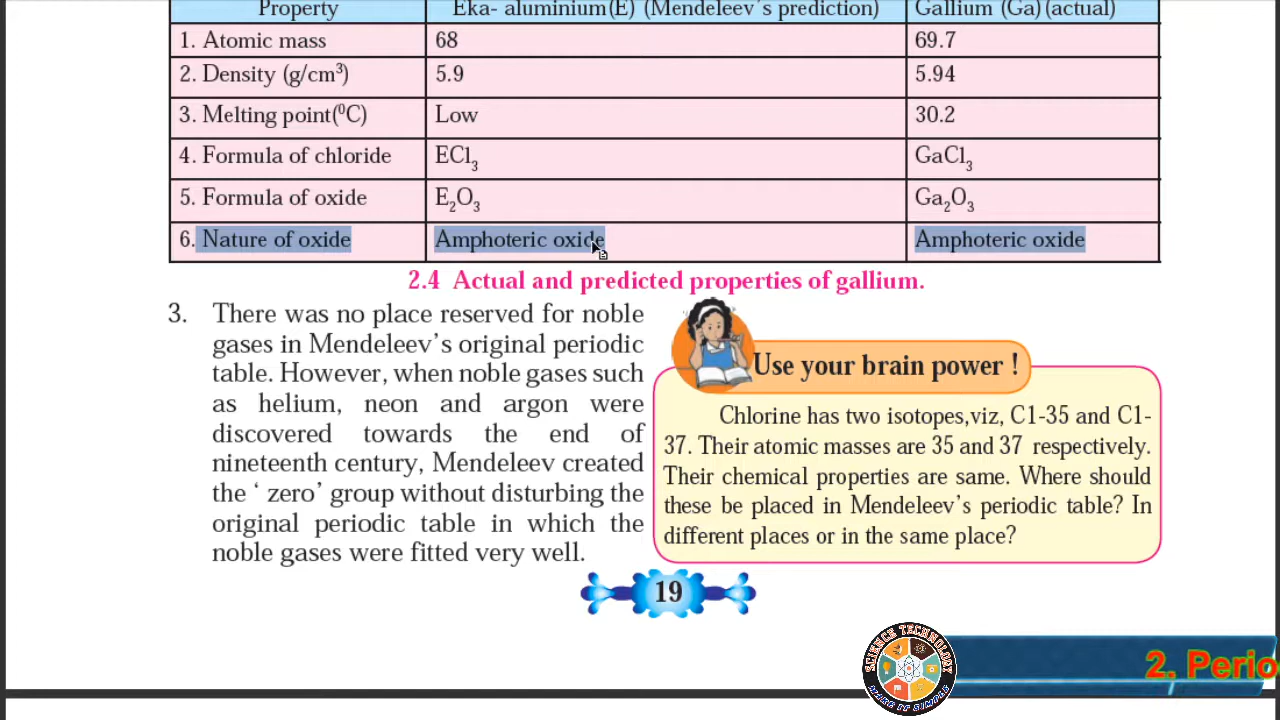 Property Eka- aluminium(E) (Mendeleev's prediction) Gallium (Ga)(actual)
1. Atomic mass 68 69.7
2. Density (g/cm³) 5.9 5.94
3. Melting point(⁰C) Low 30.2
4. Formula of chloride ECl₃ GaCl₃
5. Formula of oxide E₂O₃ Ga₂O₃
6. Nature of oxide Amphoteric oxide Amphoteric oxide
2.4 Actual and predicted properties of gallium.
3. There was no place reserved for noble
gases in Mendeleev's original periodic
table. However, when noble gases such
as helium, neon and argon were
discovered towards the end of
nineteenth century, Mendeleev created
the ‘ zero’ group without disturbing the
original periodic table in which the
noble gases were fitted very well.
Use your brain power !
Chlorine has two isotopes,viz, C1-35 and C1-
37. Their atomic masses are 35 and 37 respectively.
Their chemical properties are same. Where should
these be placed in Mendeleev's periodic table? In
different places or in the same place?
19
SCIENCE TECHNOLOGY
MAKE IT SIMPLE
2. Perio